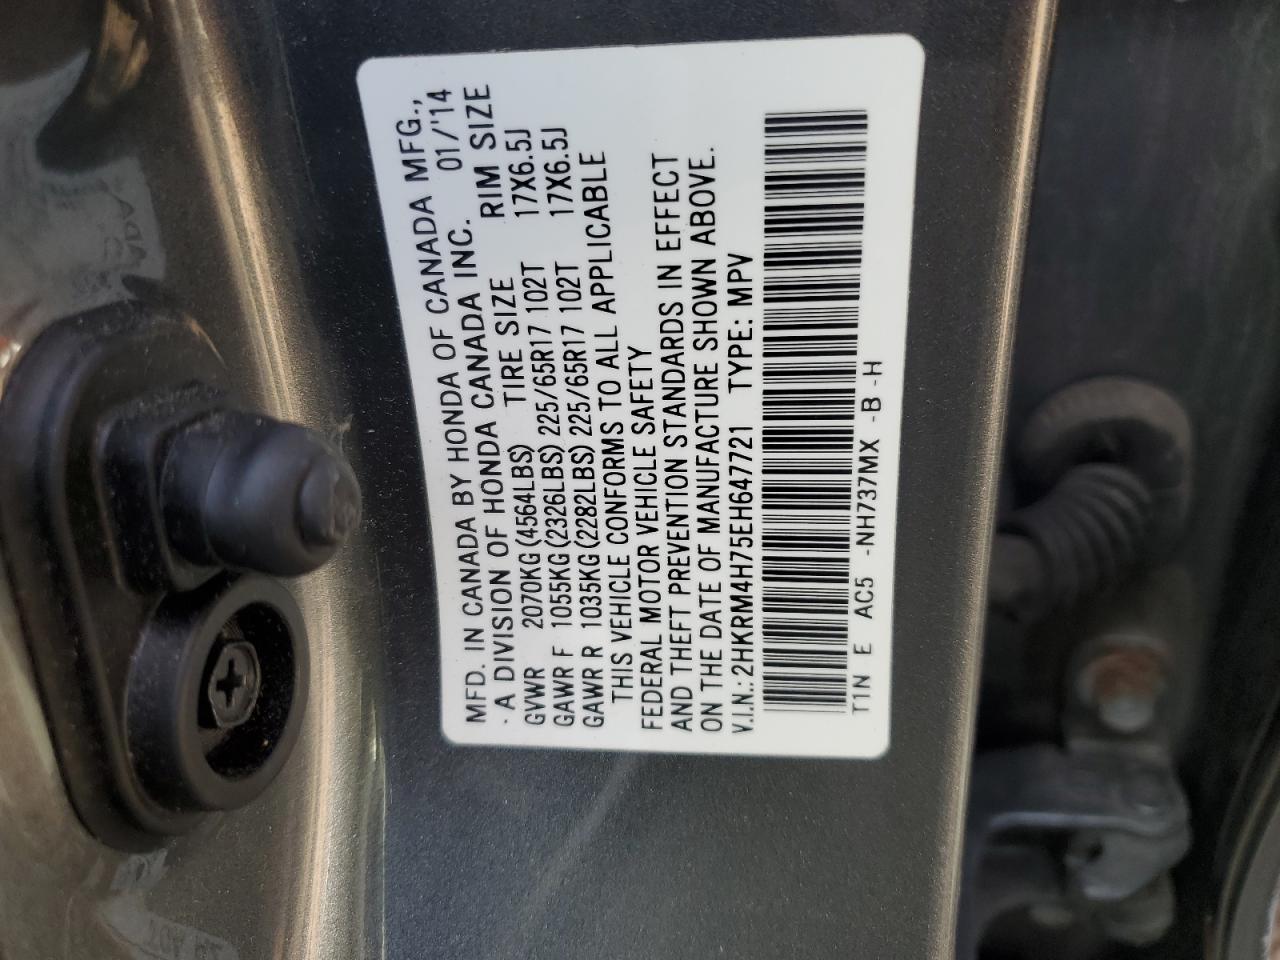 MFD. IN CANADA BY HONDA OF CANADA MFG.,
- A DIVISION OF HONDA CANADA INC. 01/'14
GVWR 2070KG (4564LBS) TIRE SIZE RIM SIZE
GAWR F 1055KG (2326LBS) 225/65R17 102T 17X6.5J
GAWR R 1035KG (2282LBS) 225/65R17 102T 17X6.5J
THIS VEHICLE CONFORMS TO ALL APPLICABLE
FEDERAL MOTOR VEHICLE SAFETY
AND THEFT PREVENTION STANDARDS IN EFFECT
ON THE DATE OF MANUFACTURE SHOWN ABOVE.
V.I.N.: 2HKRM4H75EH647721 TYPE: MPV
T1N E AC5 -NH737MX -B -H